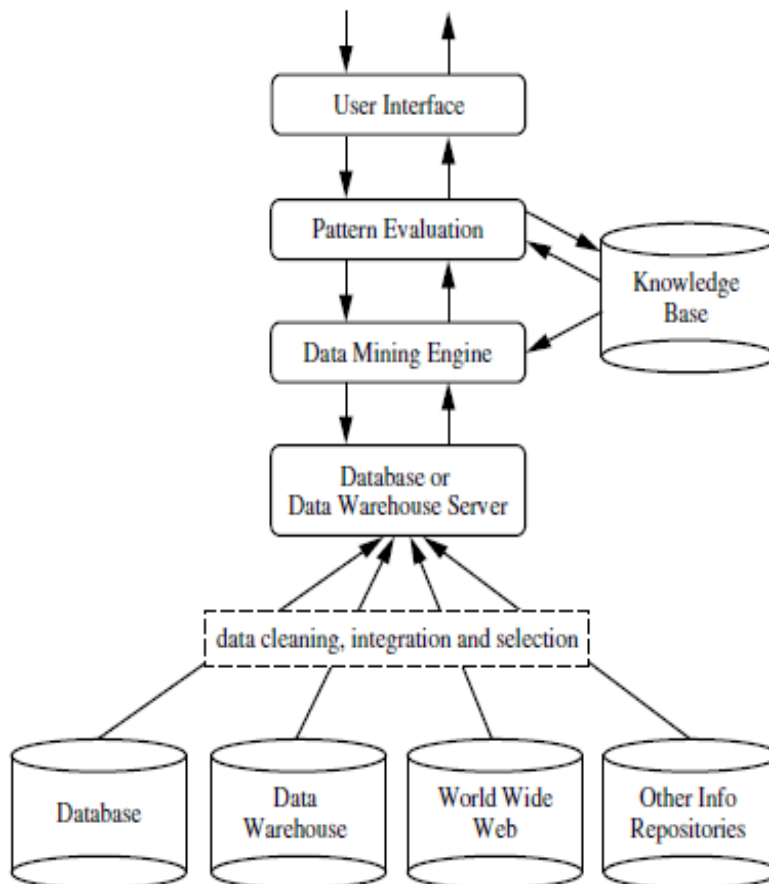 User Interface
Pattern Evaluation
Knowledge
Base
Data Mining Engine
Database or
Data Warehouse Server
data cleaning, integration and selection
Database
Data
Warehouse
World Wide
Web
Other Info
Repositories